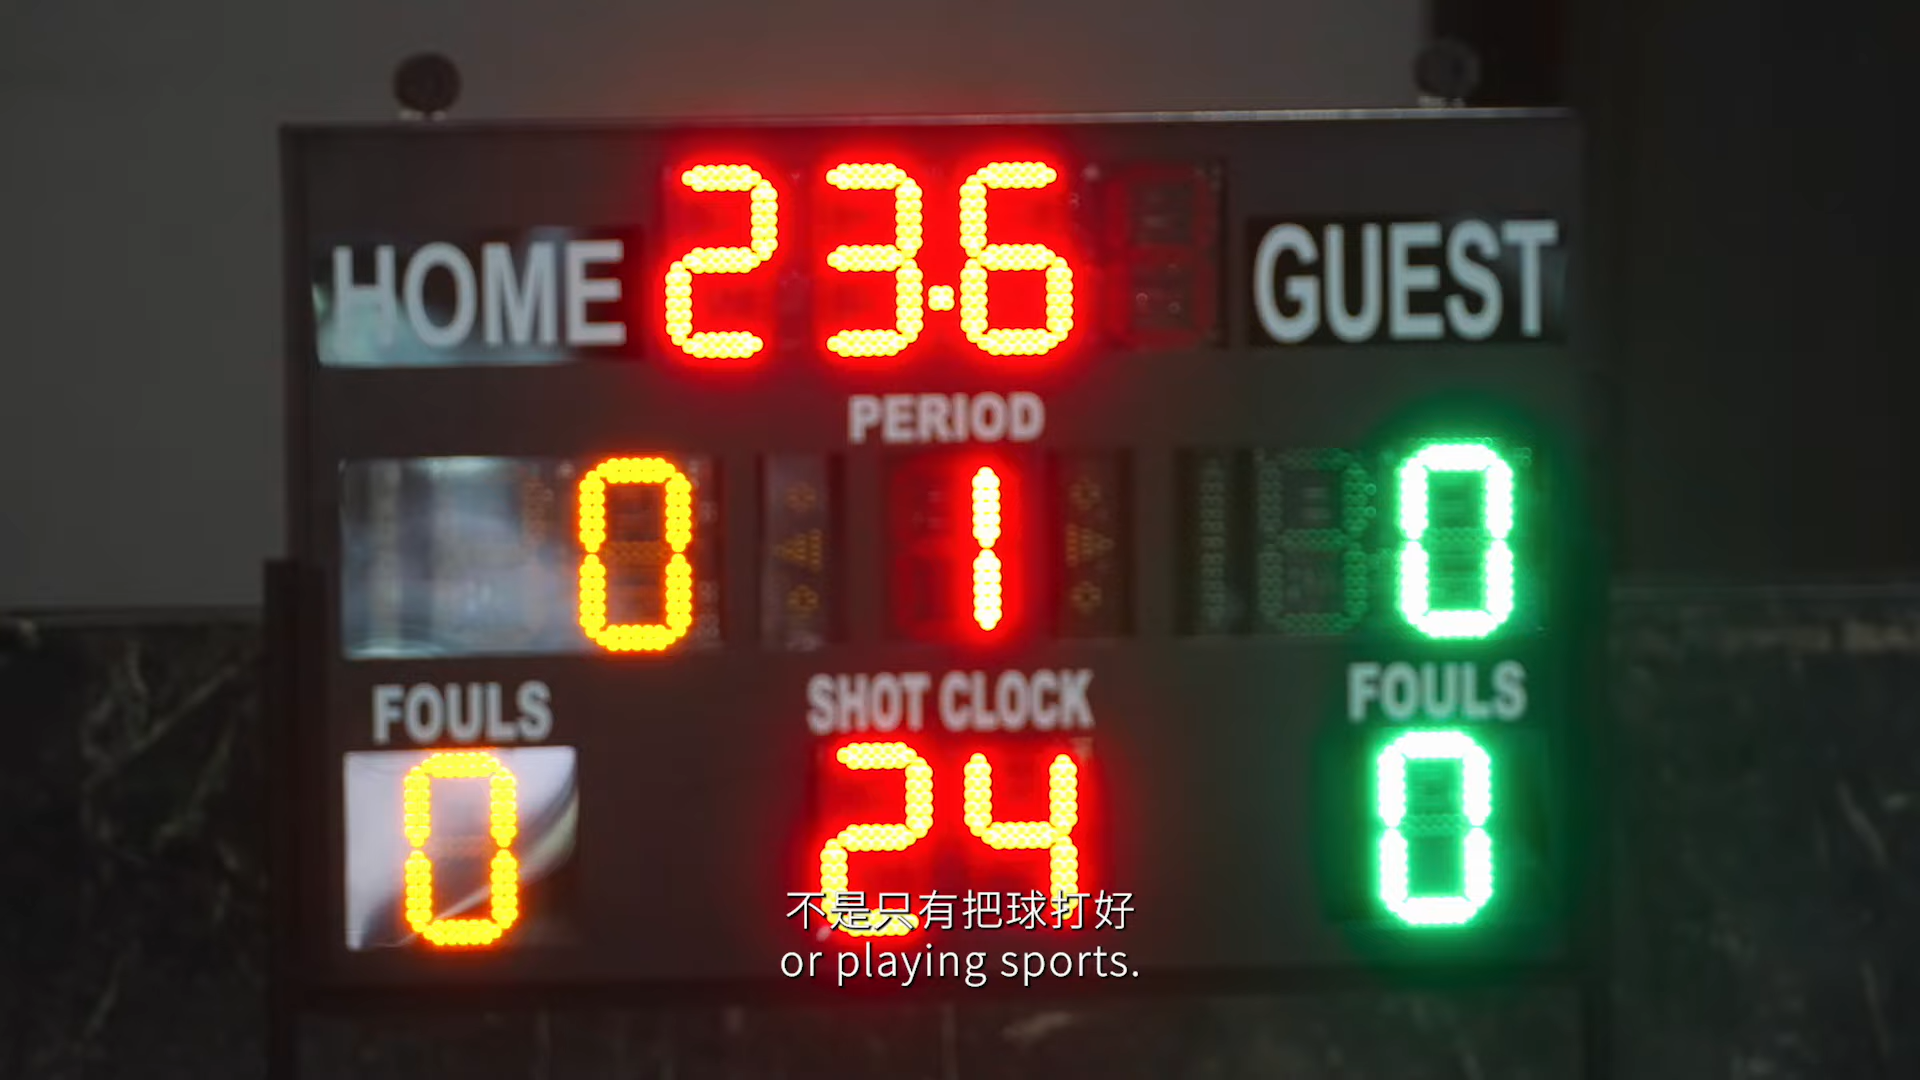 HOME 23.6 GUEST
PERIOD
0 1 0
FOULS SHOT CLOCK FOULS
0 24 0
不是只有把球打好
or playing sports.